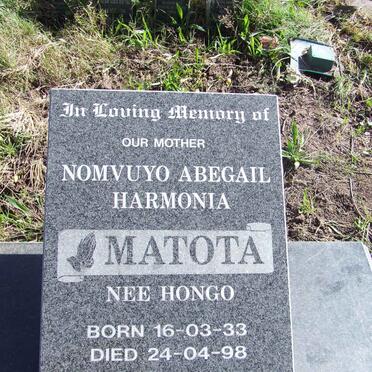 In Loving Memory of
OUR MOTHER
NOMVUYO ABEGAIL
HARMONIA
MATOTA
NEE HONGO
BORN 16-03-33
DIED 24-04-98